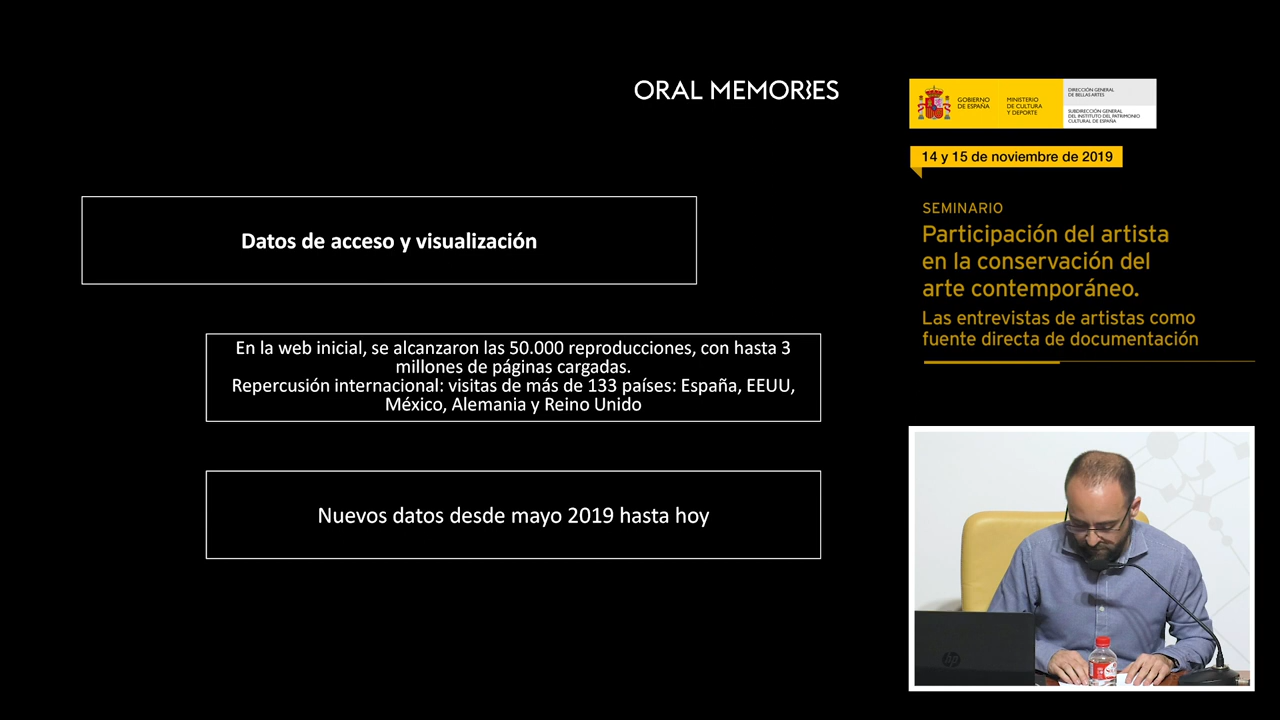 ORAL MEMORIES
GOBIERNO
DE ESPAÑA
MINISTERIO
DE CULTURA
Y DEPORTE
DIRECCIÓN GENERAL
DE BELLAS ARTES
SUBDIRECCIÓN GENERAL
DEL INSTITUTO DEL PATRIMONIO
CULTURAL DE ESPAÑA
14 y 15 de noviembre de 2019
SEMINARIO
Participación del artista
en la conservación del
arte contemporáneo.
Las entrevistas de artistas como
fuente directa de documentación
Datos de acceso y visualización
En la web inicial, se alcanzaron las 50.000 reproducciones, con hasta 3
millones de páginas cargadas.
Repercusión internacional: visitas de más de 133 países: España, EEUU,
México, Alemania y Reino Unido
Nuevos datos desde mayo 2019 hasta hoy
hp